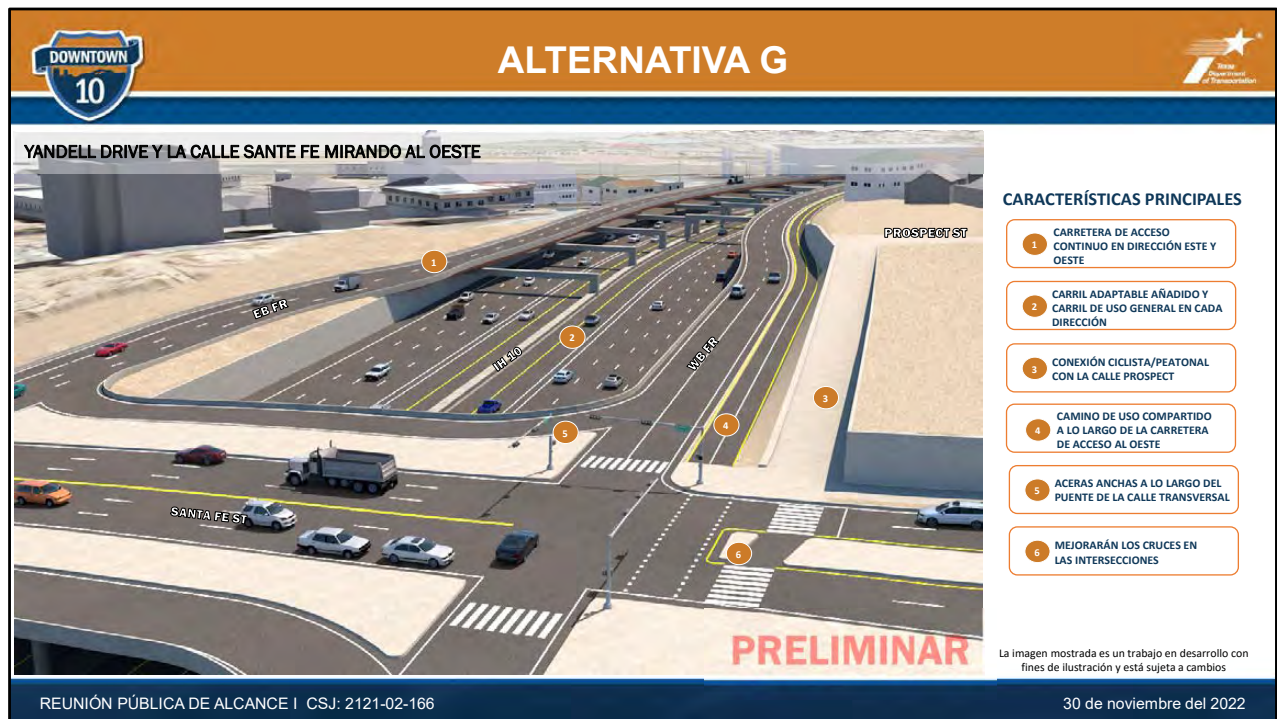 DOWNTOWN
10
ALTERNATIVA G
Texas
Department
of Transportation
YANDELL DRIVE Y LA CALLE SANTE FE MIRANDO AL OESTE
PROSPECT ST
EB FR
IH 10
WB FR
SANTA FE ST
1
2
3
4
5
6
PRELIMINAR
CARACTERÍSTICAS PRINCIPALES
1
CARRETERA DE ACCESO
CONTINUO EN DIRECCIÓN ESTE Y
OESTE
2
CARRIL ADAPTABLE AÑADIDO Y
CARRIL DE USO GENERAL EN CADA
DIRECCIÓN
3
CONEXIÓN CICLISTA/PEATONAL
CON LA CALLE PROSPECT
4
CAMINO DE USO COMPARTIDO
A LO LARGO DE LA CARRETERA
DE ACCESO AL OESTE
5
ACERAS ANCHAS A LO LARGO DEL
PUENTE DE LA CALLE TRANSVERSAL
6
MEJORARÁN LOS CRUCES EN
LAS INTERSECCIONES
La imagen mostrada es un trabajo en desarrollo con
fines de ilustración y está sujeta a cambios
REUNIÓN PÚBLICA DE ALCANCE I CSJ: 2121-02-166
30 de noviembre del 2022